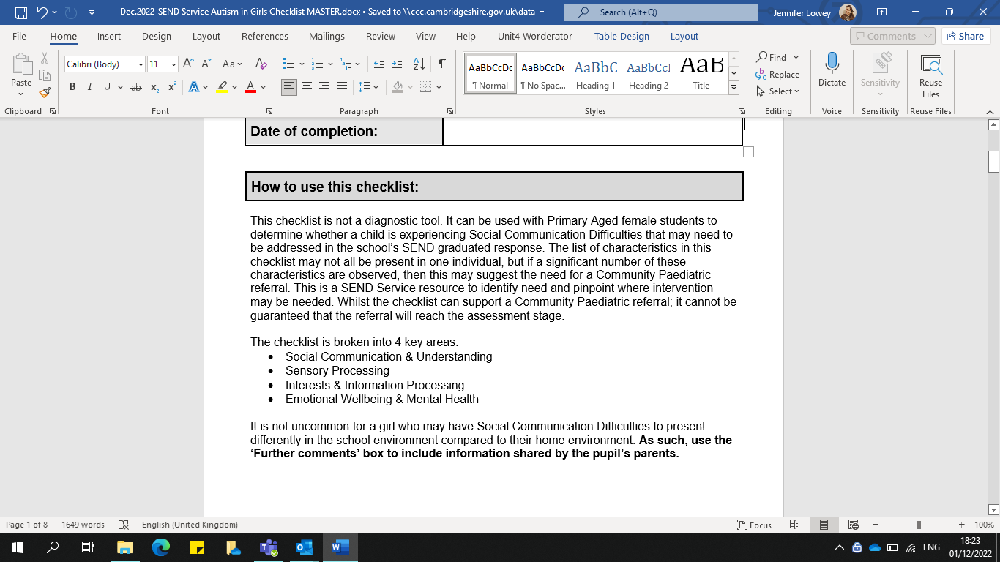 Dec.2022-SEND Service Autism in Girls Checklist MASTER.docx • Saved to \\ccc.cambridgeshire.gov.uk\data
Search (Alt+Q)
Jennifer Lowey
File Home Insert Design Layout References Mailings Review View Help Unit4 Worderator Table Design Layout
Comments Share
Paste
Calibri (Body) 11
Aa
B I U ab x₂ x² A A
AaBbCcDc AaBbCcDc AaBbC AaBbCcl AaB
¶ Normal ¶ No Spac... Heading 1 Heading 2 Title
Find
Replace
Select
Dictate
Sensitivity
Reuse
Files
Clipboard Font Paragraph Styles Editing Voice Sensitivity Reuse Files
Date of completion:
How to use this checklist:
This checklist is not a diagnostic tool. It can be used with Primary Aged female students to
determine whether a child is experiencing Social Communication Difficulties that may need to
be addressed in the school’s SEND graduated response. The list of characteristics in this
checklist may not all be present in one individual, but if a significant number of these
characteristics are observed, then this may suggest the need for a Community Paediatric
referral. This is a SEND Service resource to identify need and pinpoint where intervention
may be needed. Whilst the checklist can support a Community Paediatric referral; it cannot be
guaranteed that the referral will reach the assessment stage.
The checklist is broken into 4 key areas:
• Social Communication & Understanding
• Sensory Processing
• Interests & Information Processing
• Emotional Wellbeing & Mental Health
It is not uncommon for a girl who may have Social Communication Difficulties to present
differently in the school environment compared to their home environment. As such, use the
‘Further comments’ box to include information shared by the pupil’s parents.
Page 1 of 8 1649 words English (United Kingdom) Focus 100%
ENG
18:23
01/12/2022